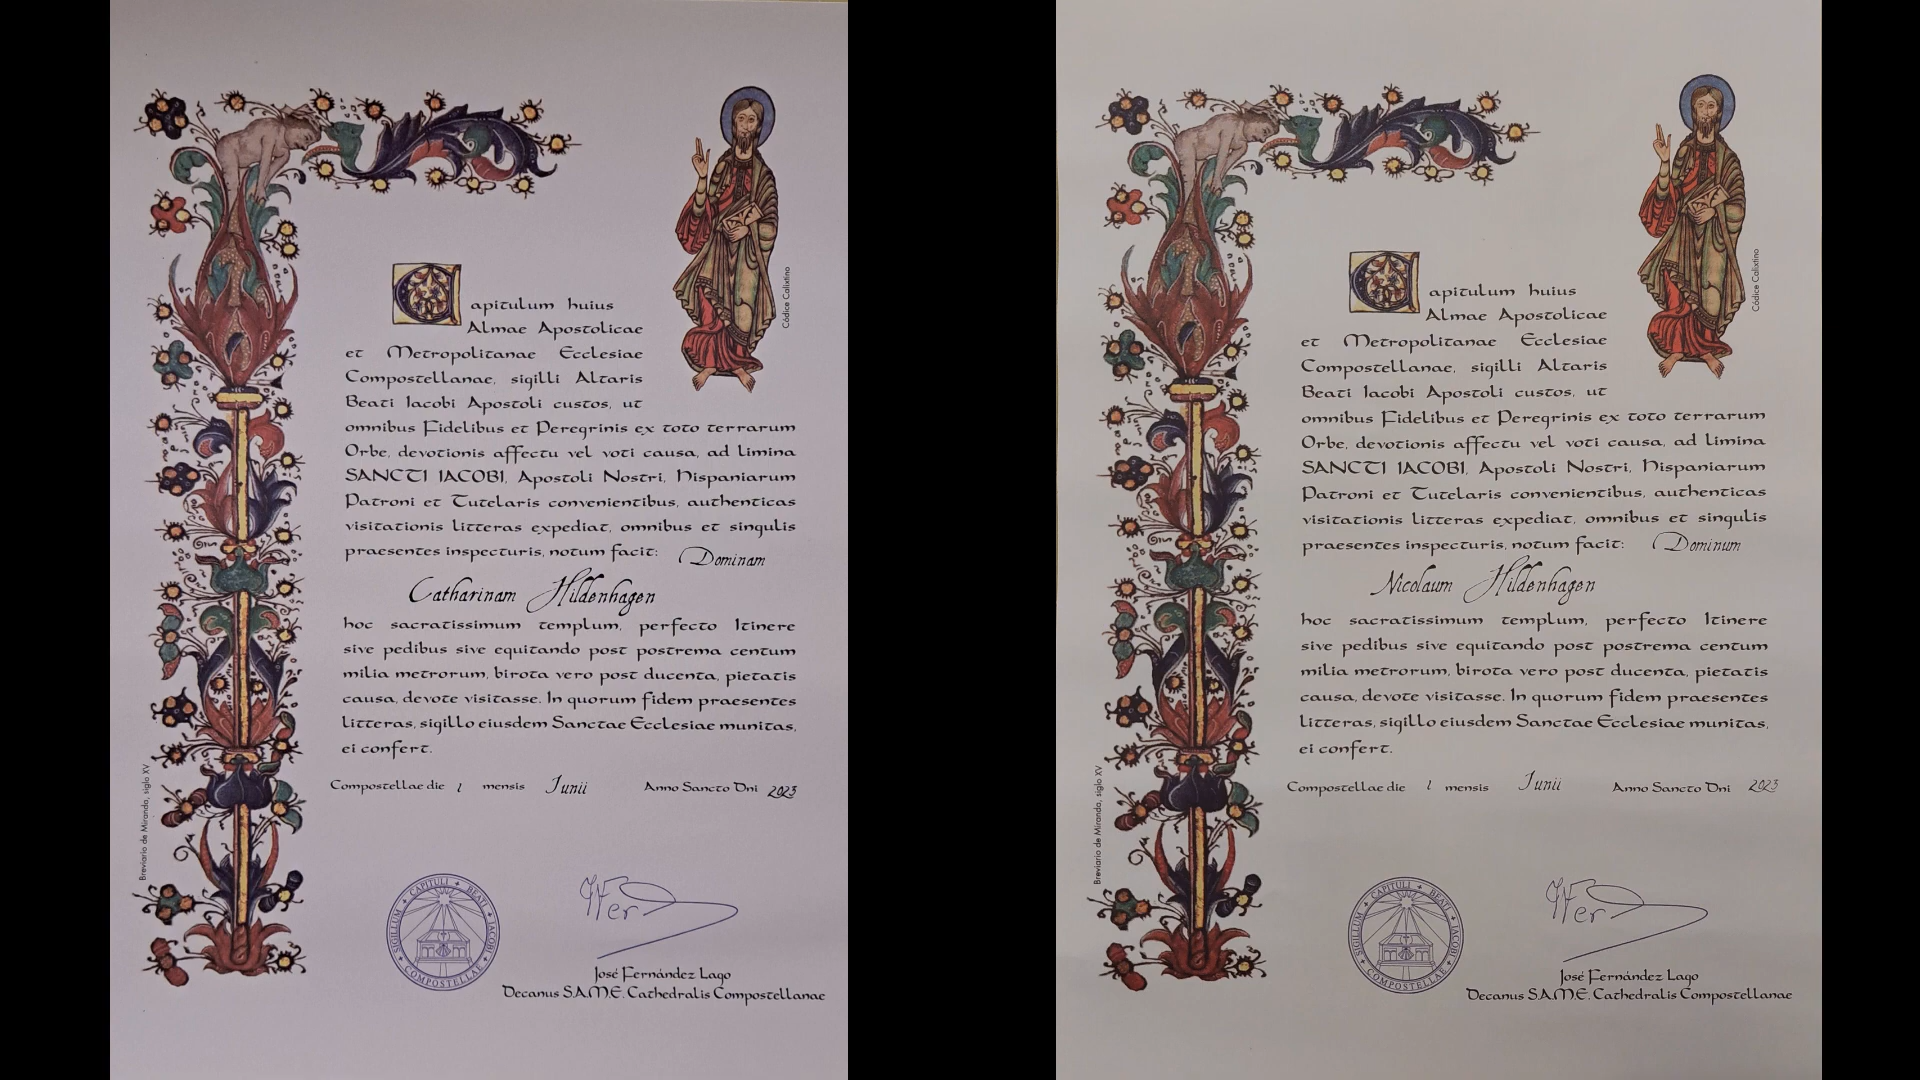 Capitulum huius
Almae Apostolicae
et Metropolitanae Ecclesiae
Compostellanae, sigilli Altaris
Beati Iacobi Apostoli custos, ut
omnibus Fidelibus et Peregrinis ex toto terrarum
Orbe, devotionis affectu vel voti causa, ad limina
SANCTI IACOBI, Apostoli Nostri, Hispaniarum
Patroni et Tutelaris convenientibus, authenticas
visitationis litteras expediat, omnibus et singulis
praesentes inspecturis, notum facit: Dominam
Catharinam Hildenhagen
hoc sacratissimum templum, perfecto Itinere
sive pedibus sive equitando post postrema centum
milia metrorum, birota vero post ducenta, pietatis
causa, devote visitasse. In quorum fidem praesentes
litteras, sigillo eiusdem Sanctae Ecclesiae munitas,
ei confert.
Compostellae die 1 mensis Junii Anno Sancto Dni 2023
SIGILLUM + CAPITULI + BEATI + IACOBI + COMPOSTELLAE +
José Fernández Lago
Decanus S.A.M.E. Cathedralis Compostellanae
Códice Calixtino
Breviario de Miranda, siglo XV
Capitulum huius
Almae Apostolicae
et Metropolitanae Ecclesiae
Compostellanae, sigilli Altaris
Beati Iacobi Apostoli custos, ut
omnibus Fidelibus et Peregrinis ex toto terrarum
Orbe, devotionis affectu vel voti causa, ad limina
SANCTI IACOBI, Apostoli Nostri, Hispaniarum
Patroni et Tutelaris convenientibus, authenticas
visitationis litteras expediat, omnibus et singulis
praesentes inspecturis, notum facit: Dominum
Nicolaum Hildenhagen
hoc sacratissimum templum, perfecto Itinere
sive pedibus sive equitando post postrema centum
milia metrorum, birota vero post ducenta, pietatis
causa, devote visitasse. In quorum fidem praesentes
litteras, sigillo eiusdem Sanctae Ecclesiae munitas,
ei confert.
Compostellae die 1 mensis Junii Anno Sancto Dni 2023
SIGILLUM + CAPITULI + BEATI + IACOBI + COMPOSTELLAE +
José Fernández Lago
Decanus S.A.M.E. Cathedralis Compostellanae
Códice Calixtino
Breviario de Miranda, siglo XV